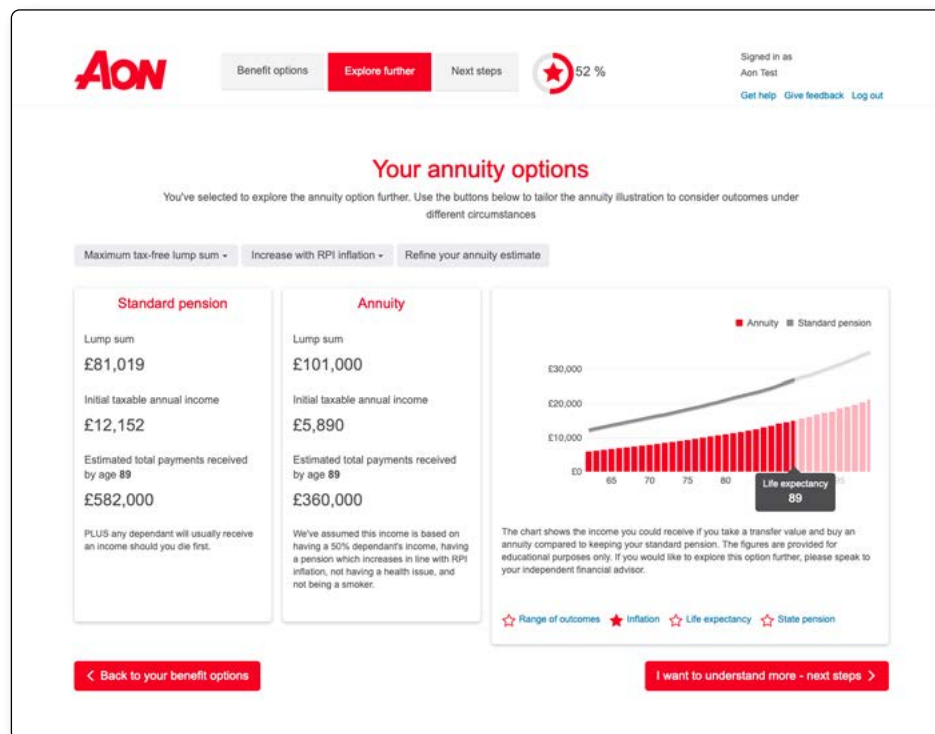 AON
Benefit options
Explore further
Next steps
52 %
Signed in as
Aon Test
Get help Give feedback Log out
Your annuity options
You've selected to explore the annuity option further. Use the buttons below to tailor the annuity illustration to consider outcomes under
different circumstances
Maximum tax-free lump sum
Increase with RPI inflation
Refine your annuity estimate
Standard pension
Lump sum
£81,019
Initial taxable annual income
£12,152
Estimated total payments received
by age 89
£582,000
PLUS any dependant will usually receive
an income should you die first.
Annuity
Lump sum
£101,000
Initial taxable annual income
£5,890
Estimated total payments received
by age 89
£360,000
We've assumed this income is based on
having a 50% dependant's income, having
a pension which increases in line with RPI
inflation, not having a health issue, and
not being a smoker.
Annuity Standard pension
£30,000
£20,000
£10,000
£0
65 70 75 80 95
Life expectancy
89
The chart shows the income you could receive if you take a transfer value and buy an
annuity compared to keeping your standard pension. The figures are provided for
educational purposes only. If you would like to explore this option further, please speak to
your independent financial advisor.
Range of outcomes Inflation Life expectancy State pension
Back to your benefit options
I want to understand more - next steps